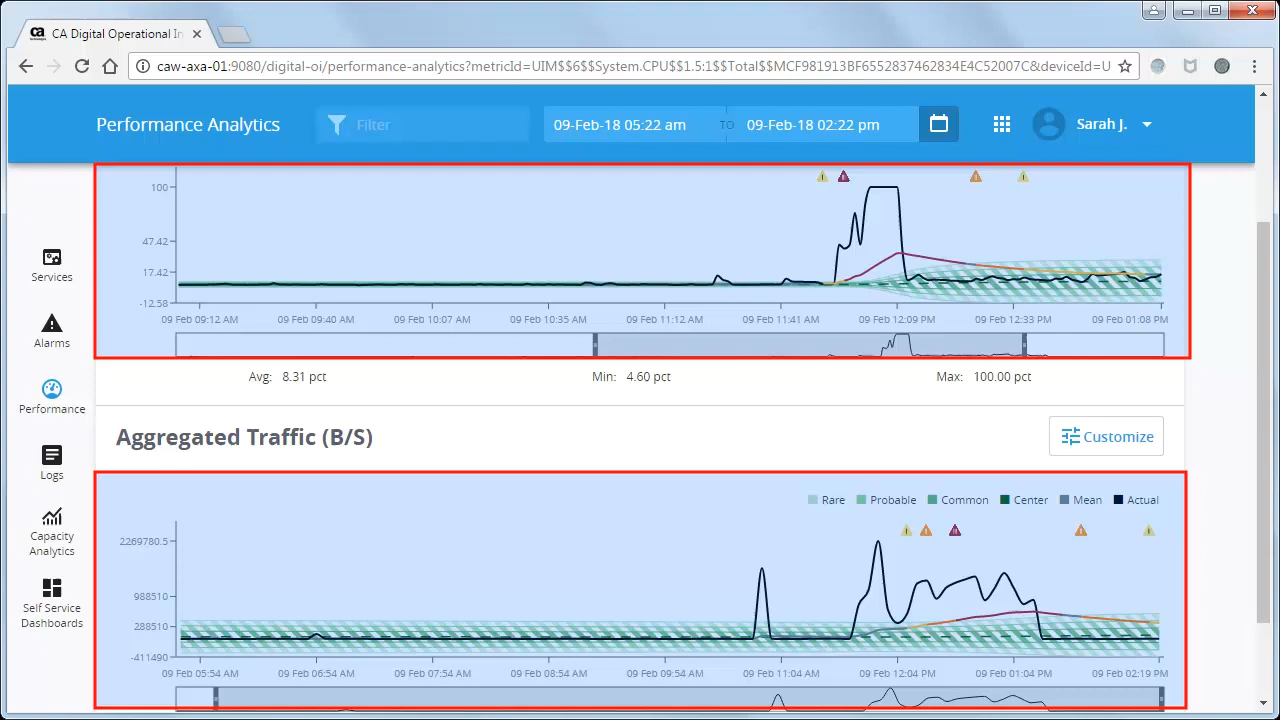 ca CA Digital Operational In
caw-axa-01:9080/digital-oi/performance-analytics?metricId=UIM$$6$$System.CPU$$1.5:1$$Total$$MCF981913BF6552837462834E4C52007C&deviceId=U
Performance Analytics
Filter
09-Feb-18 05:22 am TO 09-Feb-18 02:22 pm
Sarah J.
Services
Alarms
Performance
Logs
Capacity
Analytics
Self Service
Dashboards
100
47.42
17.42
-12.58
09 Feb 09:12 AM 09 Feb 09:40 AM 09 Feb 10:07 AM 09 Feb 10:35 AM 09 Feb 11:12 AM 09 Feb 11:41 AM 09 Feb 12:09 PM 09 Feb 12:33 PM 09 Feb 01:08 PM
Avg: 8.31 pct Min: 4.60 pct Max: 100.00 pct
Aggregated Traffic (B/S)
Customize
Rare Probable Common Center Mean Actual
2269780.5
988510
288510
-411490
09 Feb 05:54 AM 09 Feb 06:54 AM 09 Feb 07:54 AM 09 Feb 08:54 AM 09 Feb 09:54 AM 09 Feb 11:04 AM 09 Feb 12:04 PM 09 Feb 01:04 PM 09 Feb 02:19 PM